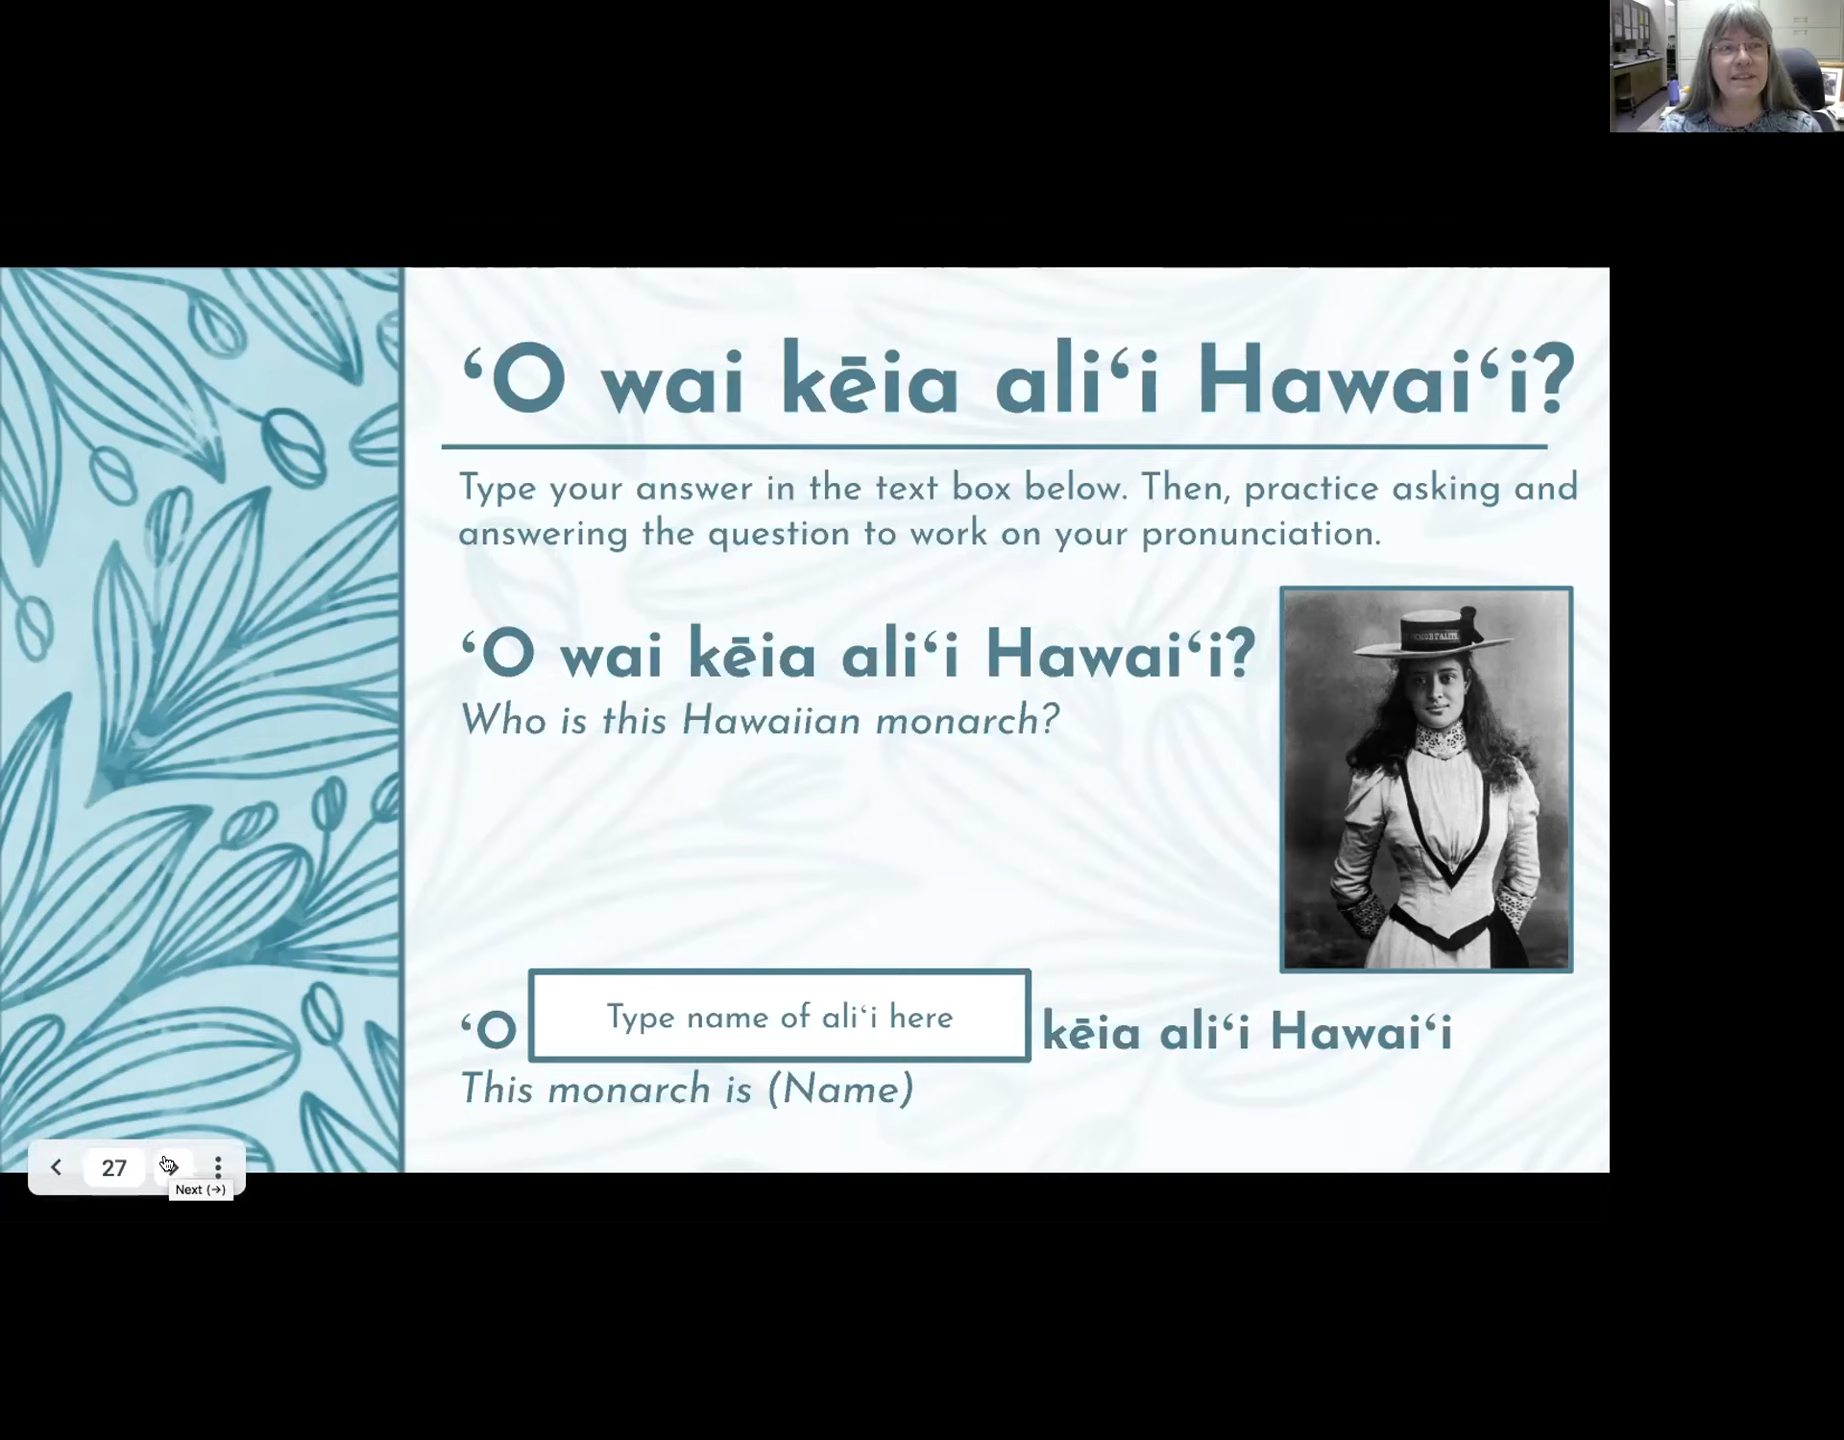 ʻO wai kēia aliʻi Hawaiʻi?
Type your answer in the text box below. Then, practice asking and
answering the question to work on your pronunciation.
ʻO wai kēia aliʻi Hawaiʻi?
Who is this Hawaiian monarch?
ʻO Type name of aliʻi here kēia aliʻi Hawaiʻi
This monarch is (Name)
27
Next (→)